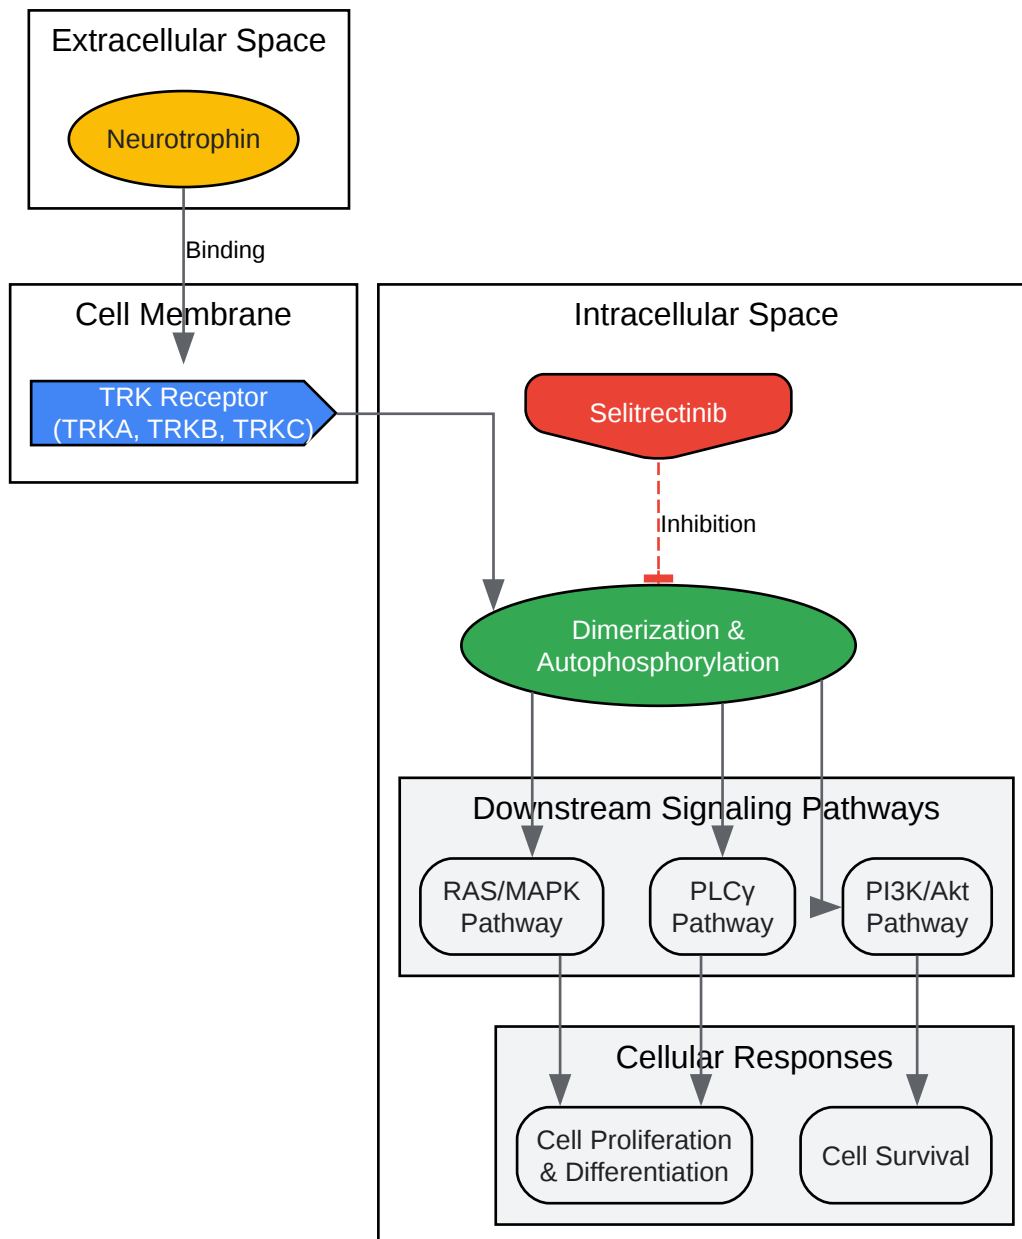 Extracellular Space
Neurotrophin
Binding
Cell Membrane
TRK Receptor
(TRKA, TRKB, TRKC)
Intracellular Space
Selitrectinib
Inhibition
Dimerization &
Autophosphorylation
Downstream Signaling Pathways
RAS/MAPK
Pathway
PLCγ
Pathway
PI3K/Akt
Pathway
Cellular Responses
Cell Proliferation
& Differentiation
Cell Survival